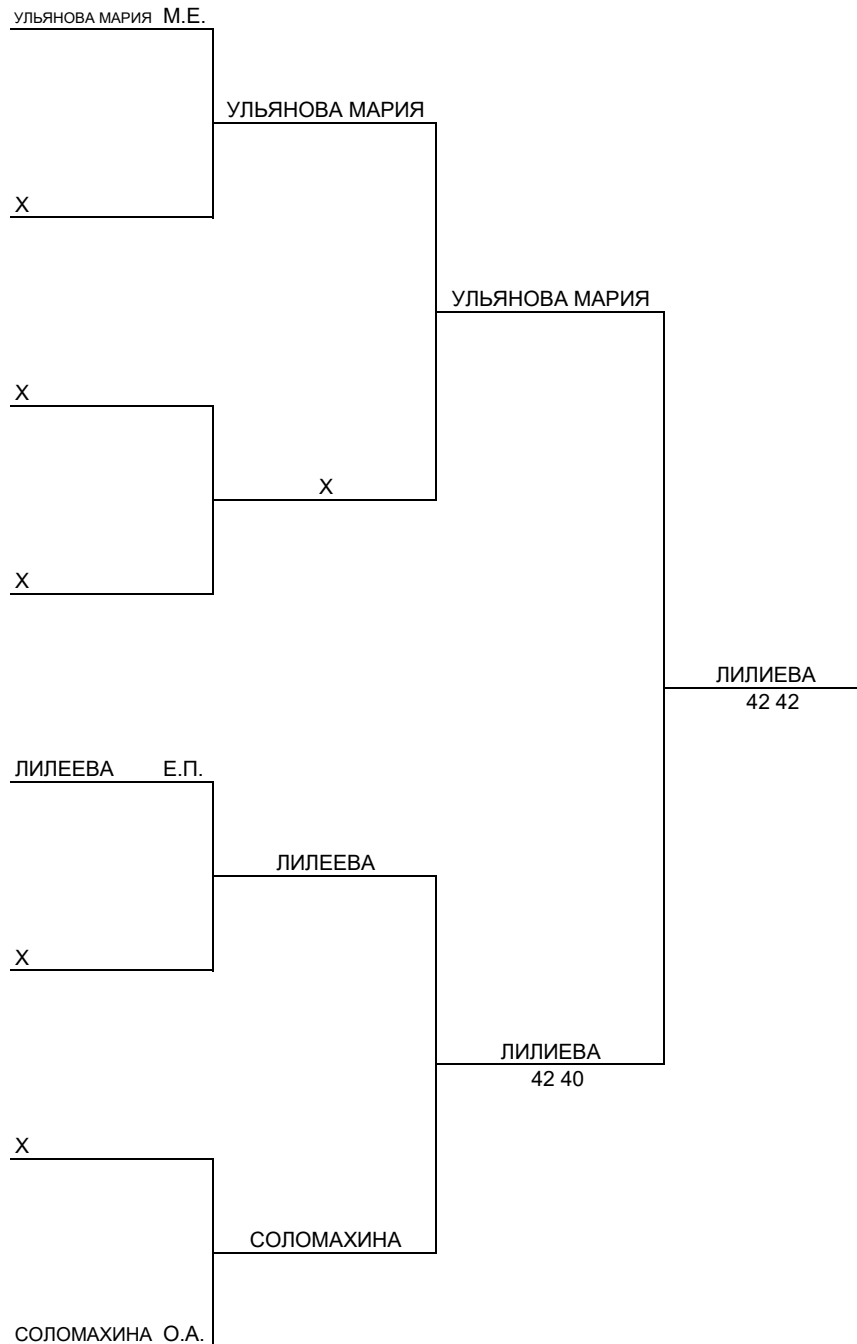 УЛЬЯНОВА МАРИЯ М.Е.
УЛЬЯНОВА МАРИЯ
Х
УЛЬЯНОВА МАРИЯ
Х
Х
Х
ЛИЛИЕВА
42 42
ЛИЛЕЕВА Е.П.
ЛИЛЕЕВА
Х
ЛИЛИЕВА
42 40
Х
СОЛОМАХИНА
СОЛОМАХИНА О.А.